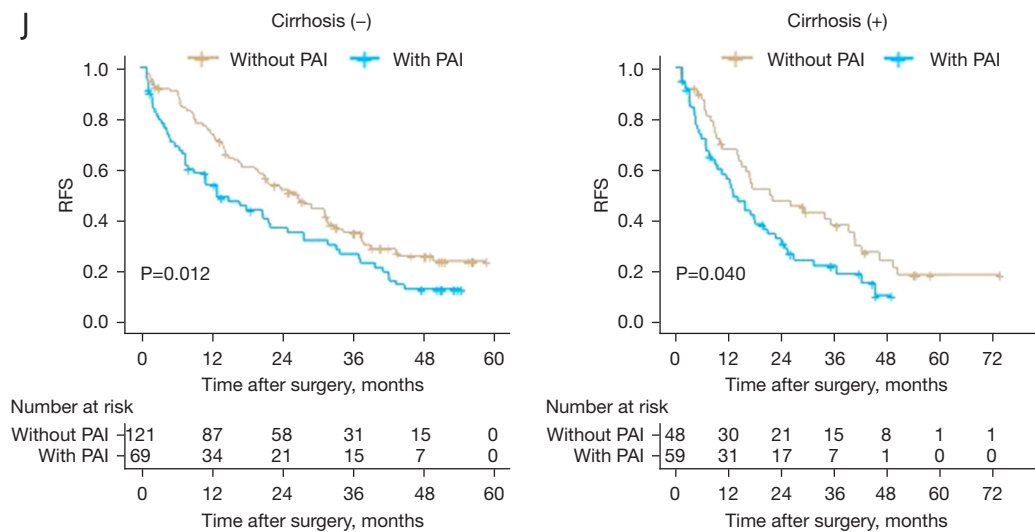 J
Cirrhosis (–)
Without PAI With PAI
1.0
0.8
0.6
0.4
0.2
0.0
RFS
P=0.012
0 12 24 36 48 60
Time after surgery, months
Number at risk
Without PAI 121 87 58 31 15 0
With PAI 69 34 21 15 7 0
0 12 24 36 48 60
Time after surgery, months
Cirrhosis (+)
Without PAI With PAI
1.0
0.8
0.6
0.4
0.2
0.0
RFS
P=0.040
0 12 24 36 48 60 72
Time after surgery, months
Number at risk
Without PAI 48 30 21 15 8 1 1
With PAI 59 31 17 7 1 0 0
0 12 24 36 48 60 72
Time after surgery, months